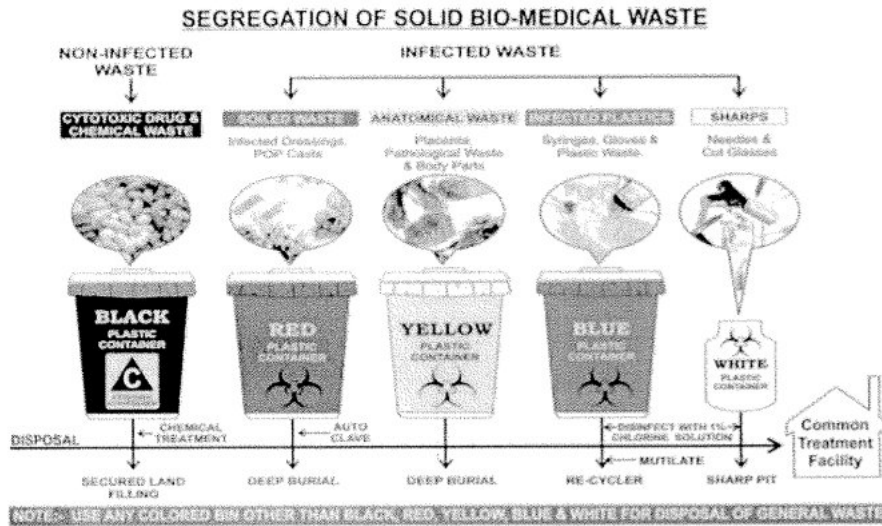 SEGREGATION OF SOLID BIO-MEDICAL WASTE
NON-INFECTED
WASTE
INFECTED WASTE
CYTOTOXIC DRUG &
CHEMICAL WASTE
SOILED WASTE
Infected Dressings,
POP Casts
ANATOMICAL WASTE
Placenta,
Pathological Waste
& Body Parts
INFECTED PLASTICS
Syringes, Gloves &
Plastic Waste.
SHARPS
Needles &
Cut Glasses
BLACK
PLASTIC
CONTAINER
C
RED
PLASTIC
CONTAINER
YELLOW
PLASTIC
CONTAINER
BLUE
PLASTIC
CONTAINER
WHITE
PLASTIC
CONTAINER
DISPOSAL
CHEMICAL
TREATMENT
AUTO
CLAVE
DISINFECT WITH 1%
CHLORINE SOLUTION
MUTILATE
Common
Treatment
Facility
SECURED LAND
FILLING
DEEP BURIAL
DEEP BURIAL
RE-CYCLER
SHARP PIT
NOTE:- USE ANY COLORED BIN OTHER THAN BLACK, RED, YELLOW, BLUE & WHITE FOR DISPOSAL OF GENERAL WASTE